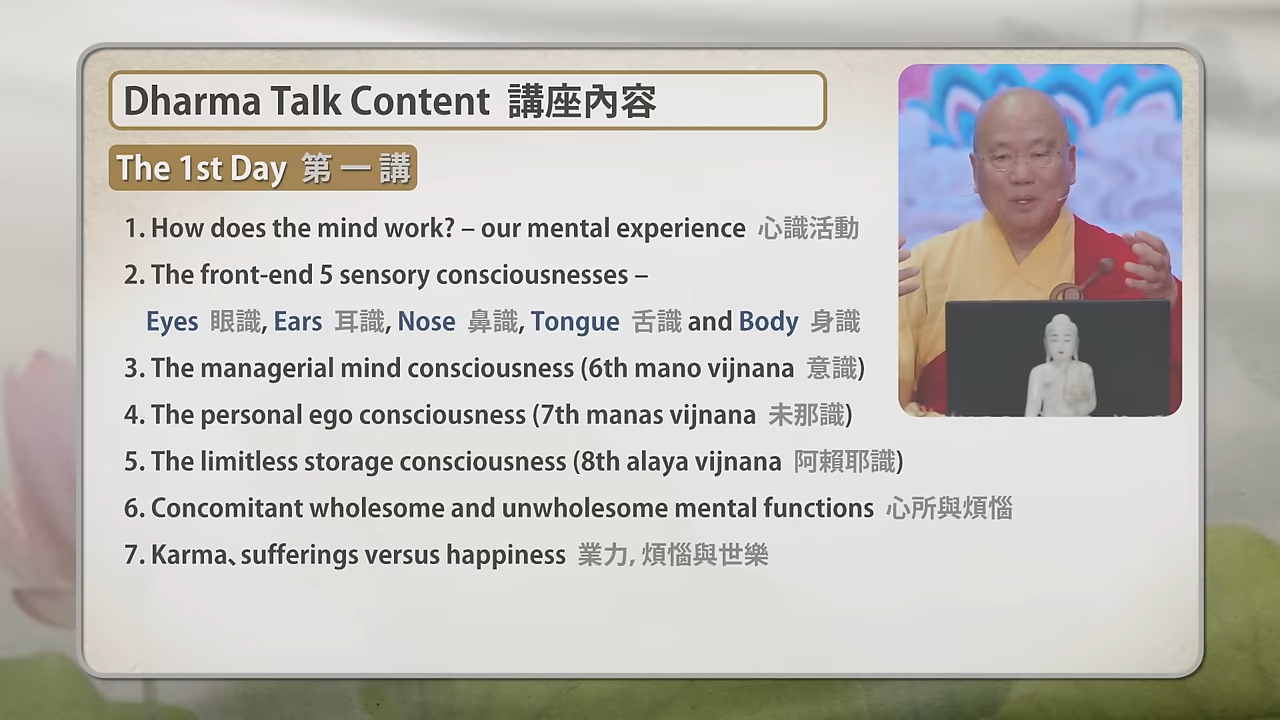 Dharma Talk Content 講座內容
The 1st Day 第一講
1. How does the mind work? – our mental experience 心識活動
2. The front-end 5 sensory consciousnesses –
Eyes 眼識, Ears 耳識, Nose 鼻識, Tongue 舌識 and Body 身識
3. The managerial mind consciousness (6th mano vijnana 意識)
4. The personal ego consciousness (7th manas vijnana 未那識)
5. The limitless storage consciousness (8th alaya vijnana 阿賴耶識)
6. Concomitant wholesome and unwholesome mental functions 心所與煩惱
7. Karma、sufferings versus happiness 業力, 煩惱與世樂